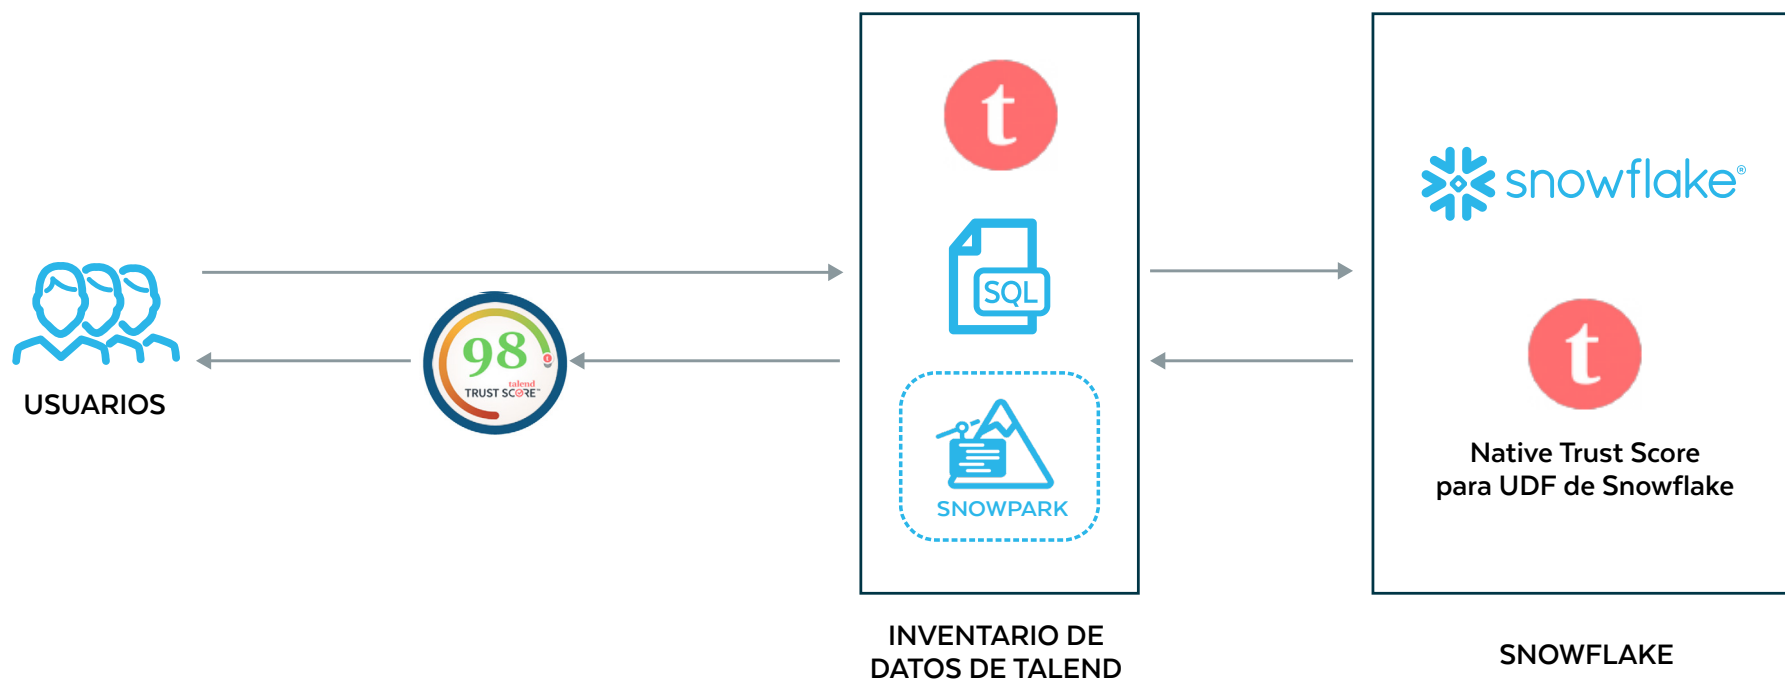 t
SQL
SNOWPARK
INVENTARIO DE
DATOS DE TALEND
USUARIOS
98
talend
TRUST SCORE™
t
snowflake®
t
Native Trust Score
para UDF de Snowflake
SNOWFLAKE